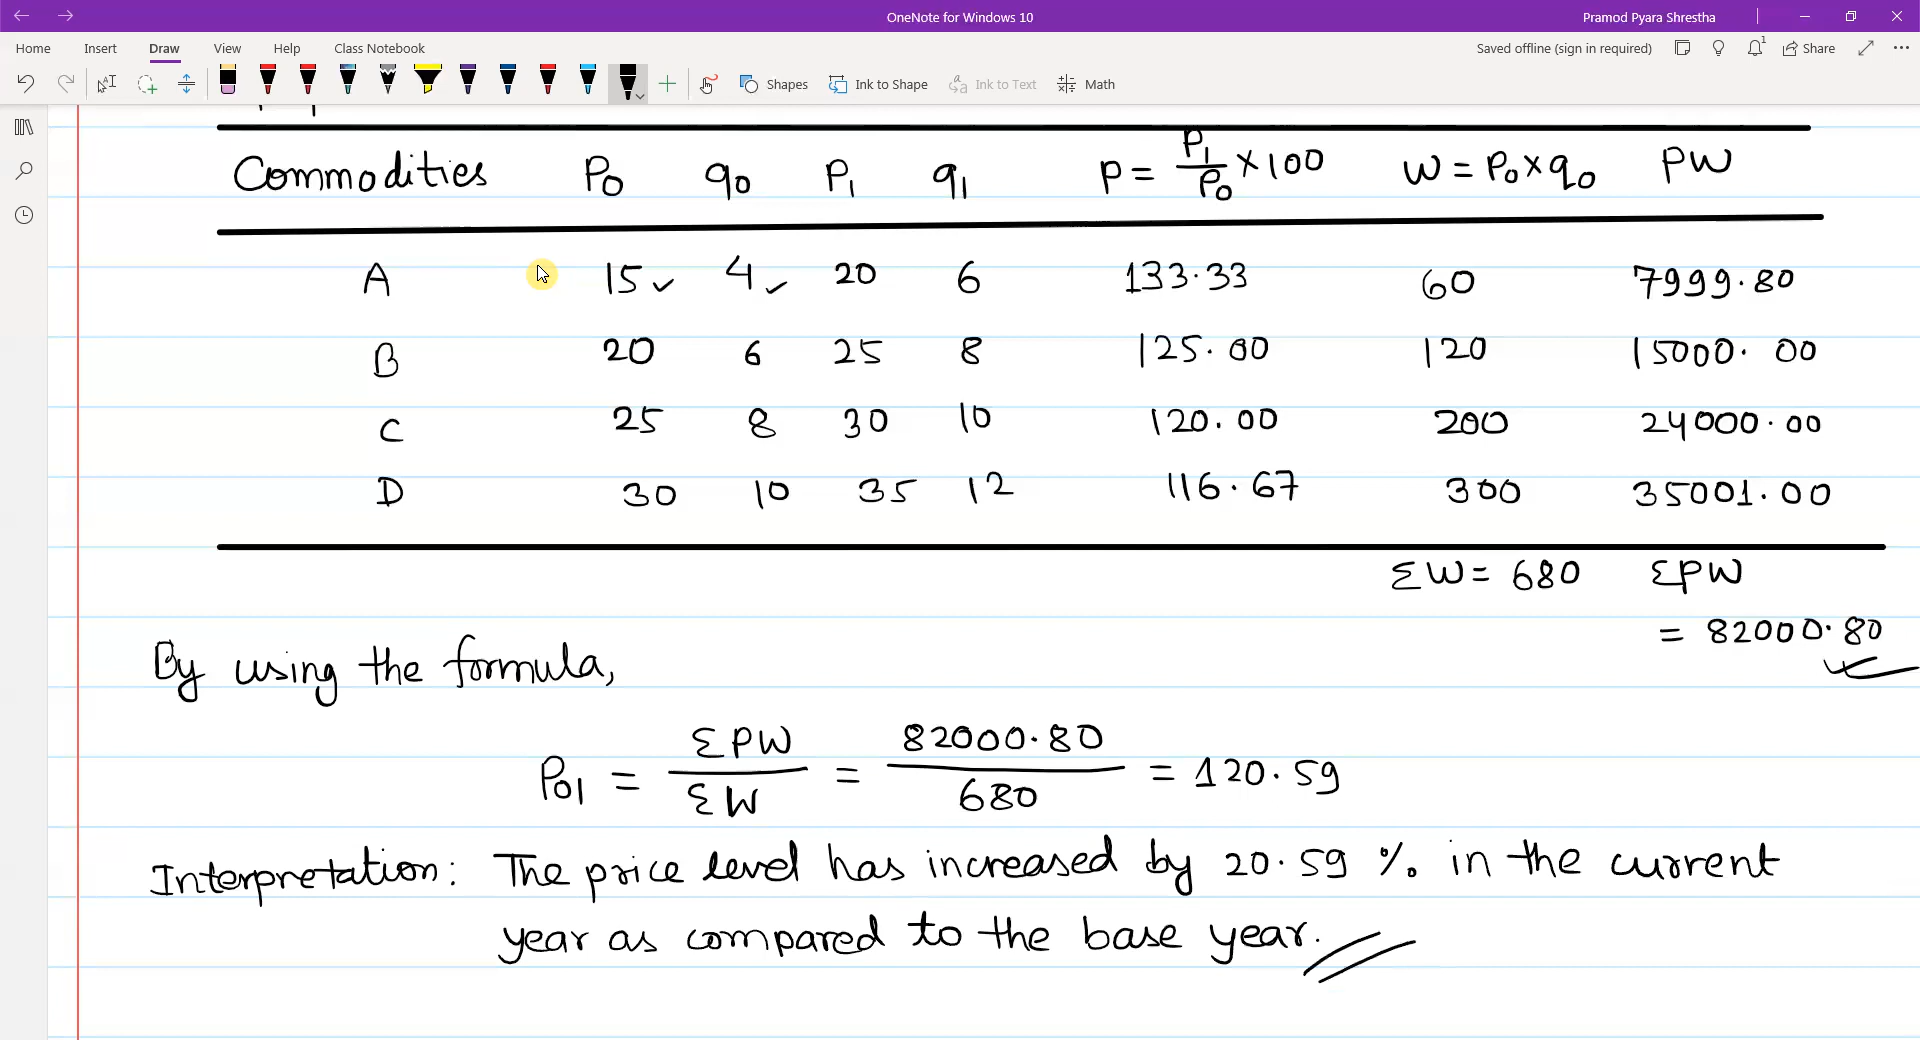 OneNote for Windows 10
Pramod Pyara Shrestha
Home Insert Draw View Help Class Notebook
Saved offline (sign in required) 1 Share
Shapes Ink to Shape Ink to Text Math
Commodities P₀ q₀ P₁ q₁ P = P₁/P₀ × 100 W = P₀ × q₀ PW
A 15 ✓ 4 ✓ 20 6 133.33 60 7999.80
B 20 6 25 8 125.00 120 15000.00
C 25 8 30 10 120.00 200 24000.00
D 30 10 35 12 116.67 300 35001.00
ΣW = 680 ΣPW
= 82000.80
By using the formula,
P₀₁ = ΣPW/ΣW = 82000.80/680 = 120.59
Interpretation: The price level has increased by 20.59 % in the current
year as compared to the base year.